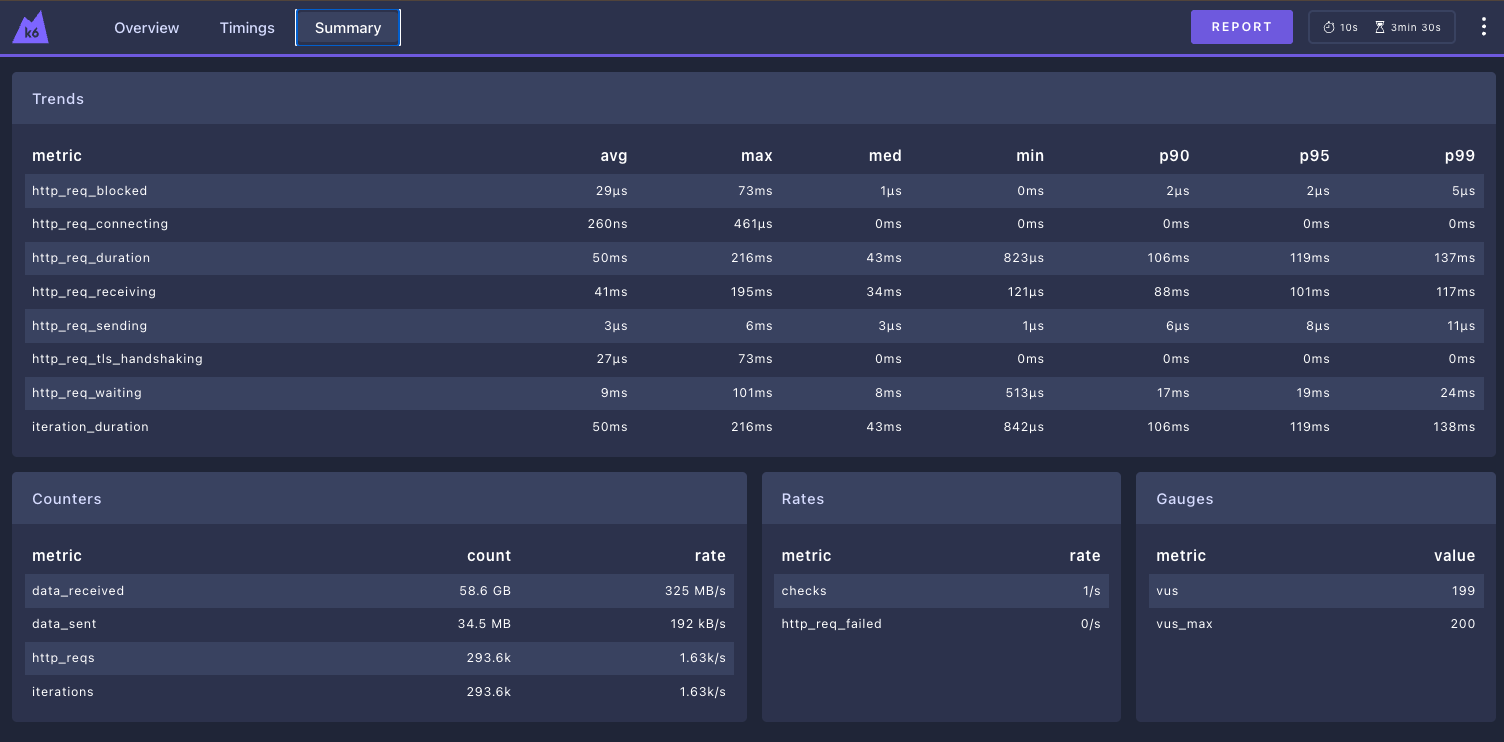 k6 Overview Timings Summary REPORT 10s 3min 30s
Trends
metric avg max med min p90 p95 p99
http_req_blocked 29µs 73ms 1µs 0ms 2µs 2µs 5µs
http_req_connecting 260ns 461µs 0ms 0ms 0ms 0ms 0ms
http_req_duration 50ms 216ms 43ms 823µs 106ms 119ms 137ms
http_req_receiving 41ms 195ms 34ms 121µs 88ms 101ms 117ms
http_req_sending 3µs 6ms 3µs 1µs 6µs 8µs 11µs
http_req_tls_handshaking 27µs 73ms 0ms 0ms 0ms 0ms 0ms
http_req_waiting 9ms 101ms 8ms 513µs 17ms 19ms 24ms
iteration_duration 50ms 216ms 43ms 842µs 106ms 119ms 138ms
Counters
metric count rate
data_received 58.6 GB 325 MB/s
data_sent 34.5 MB 192 kB/s
http_reqs 293.6k 1.63k/s
iterations 293.6k 1.63k/s
Rates
metric rate
checks 1/s
http_req_failed 0/s
Gauges
metric value
vus 199
vus_max 200